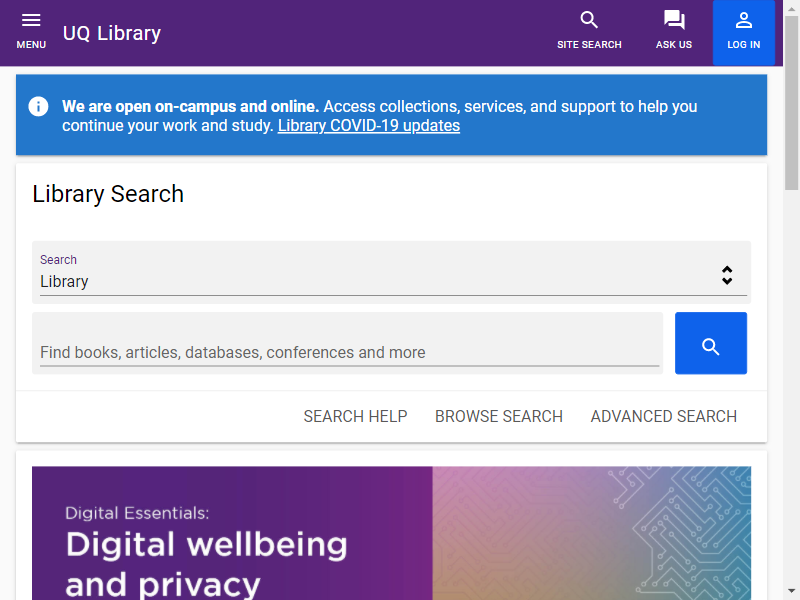 MENU
UQ Library
SITE SEARCH
ASK US
LOG IN
We are open on-campus and online. Access collections, services, and support to help you
continue your work and study. Library COVID-19 updates
Library Search
Search
Library
Find books, articles, databases, conferences and more
SEARCH HELP
BROWSE SEARCH
ADVANCED SEARCH
Digital Essentials:
Digital wellbeing
and privacy